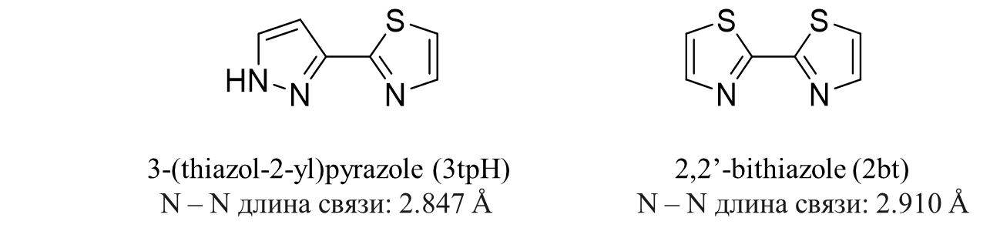 S S S
HN N N N N
3-(thiazol-2-yl)pyrazole (3tpH) 2,2’-bithiazole (2bt)
N – N длина связи: 2.847 Å N – N длина связи: 2.910 Å